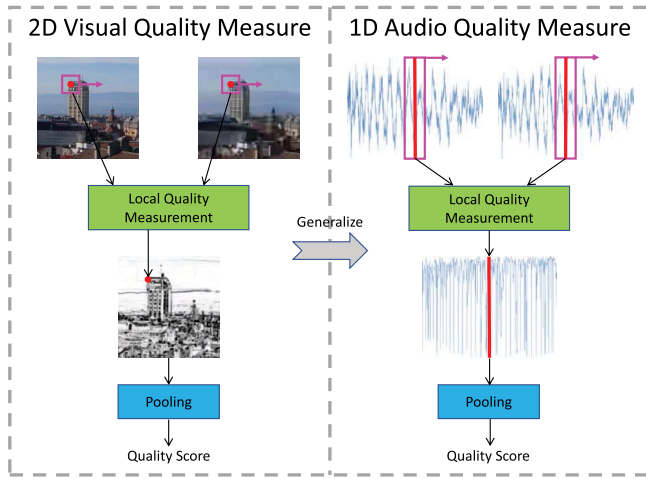 2D Visual Quality Measure
Local Quality
Measurement
Pooling
Quality Score
Generalize
1D Audio Quality Measure
Local Quality
Measurement
Pooling
Quality Score